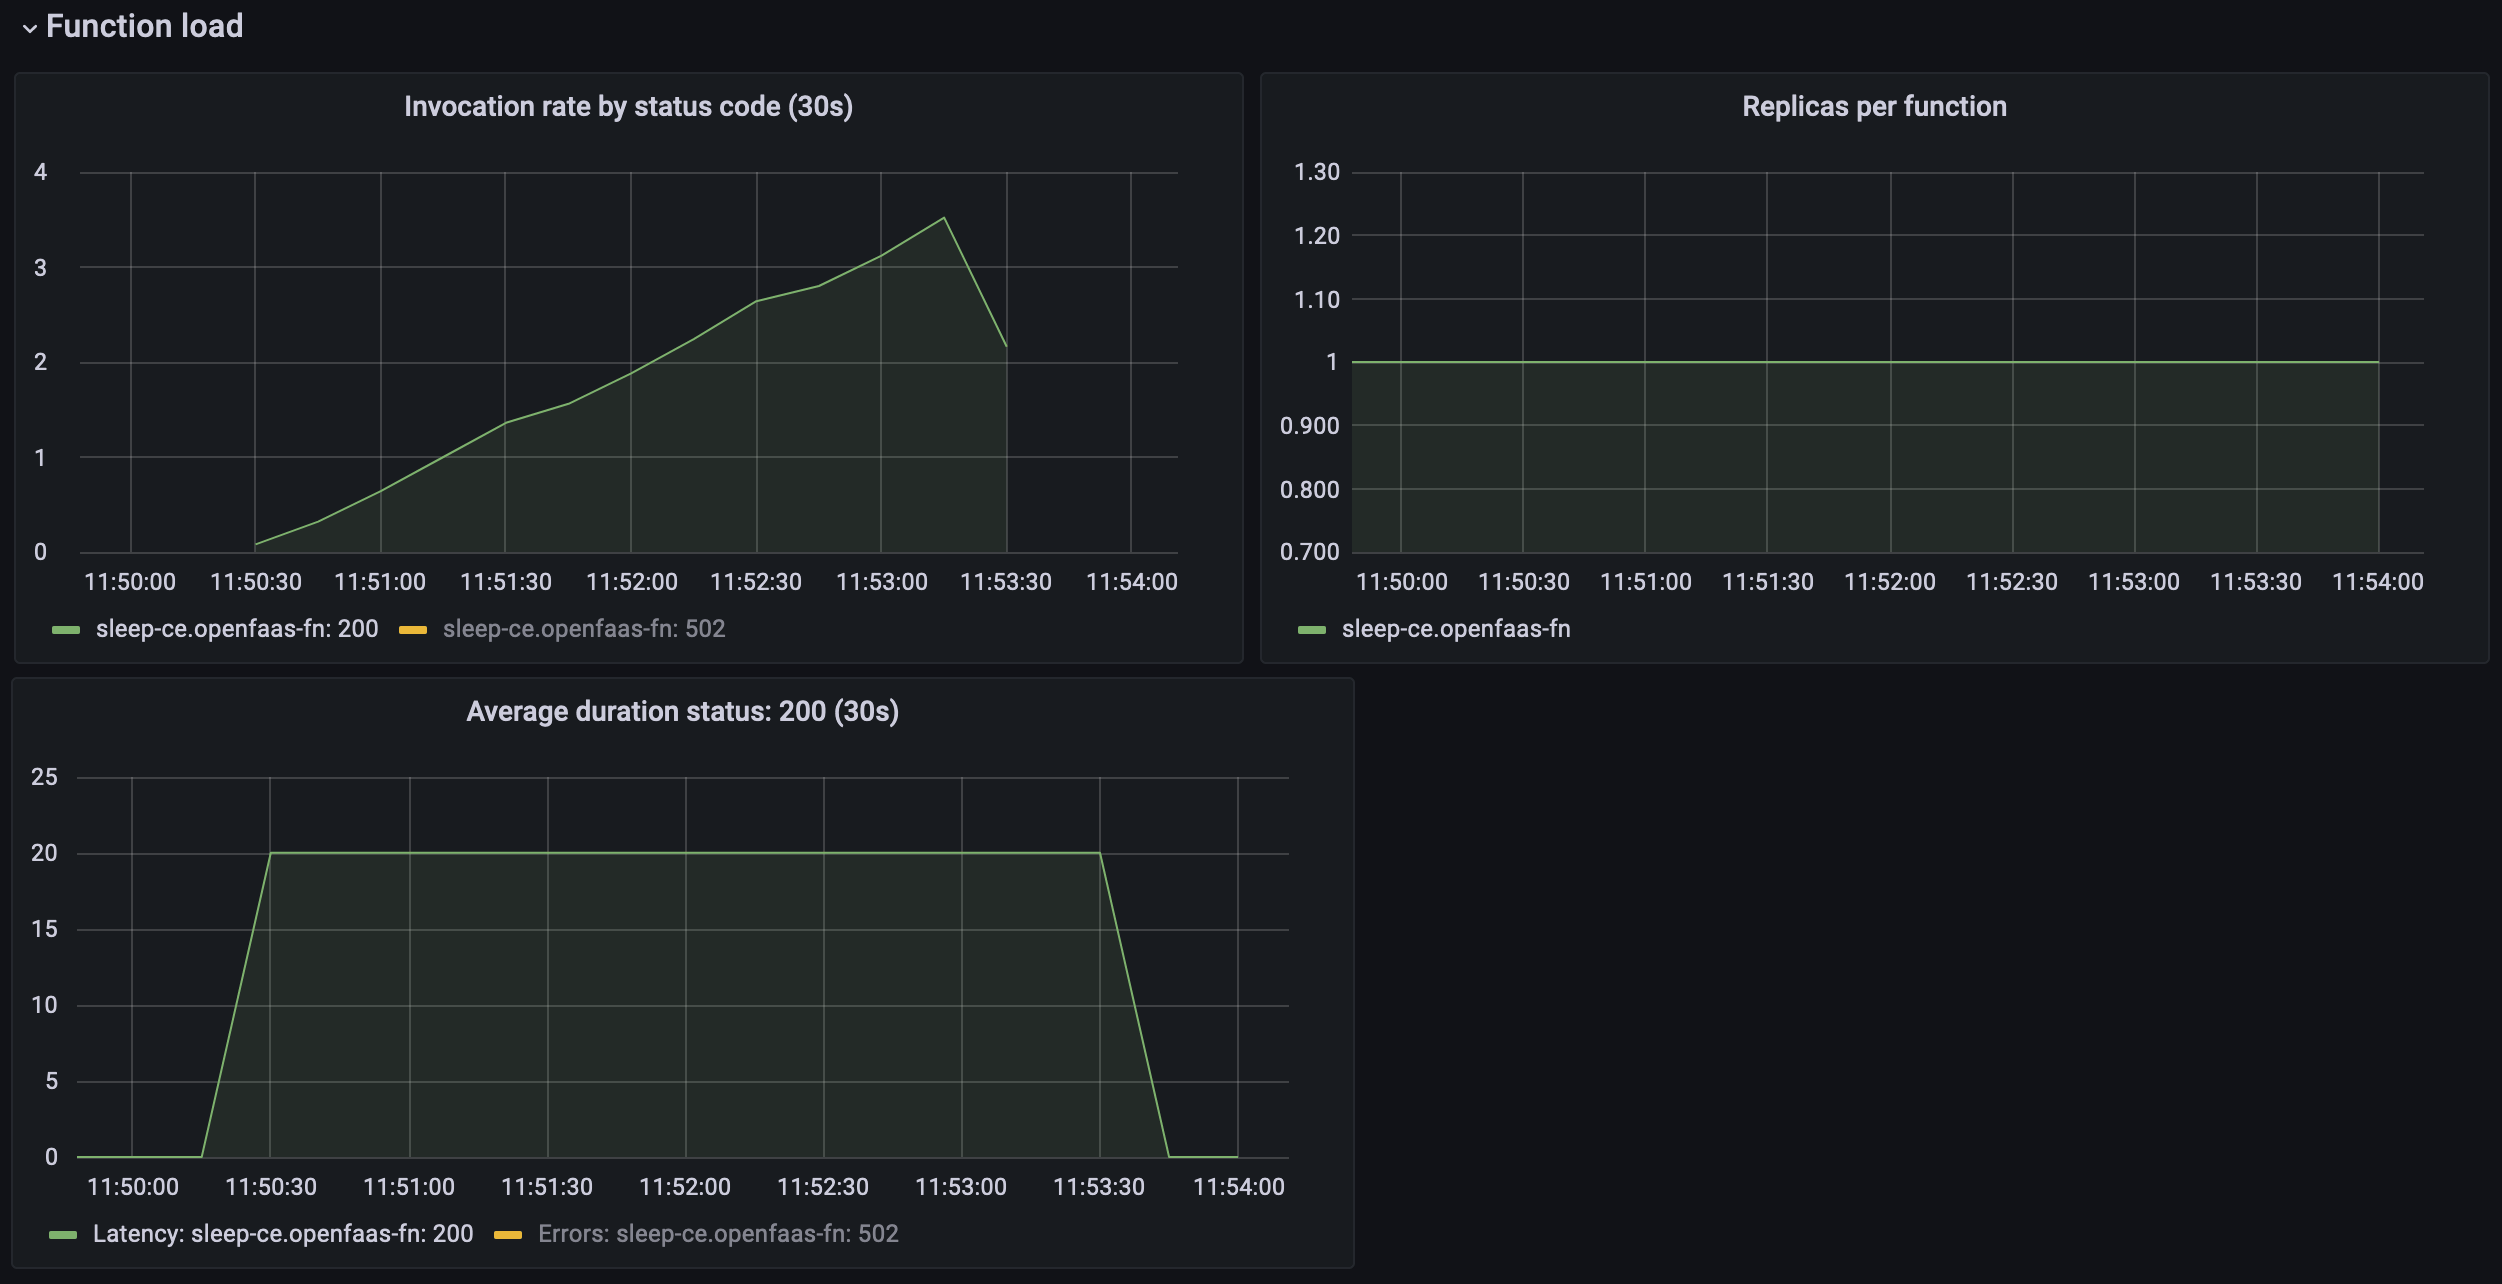 Function load
Invocation rate by status code (30s)
4
3
2
1
0
11:50:00 11:50:30 11:51:00 11:51:30 11:52:00 11:52:30 11:53:00 11:53:30 11:54:00
sleep-ce.openfaas-fn: 200 sleep-ce.openfaas-fn: 502
Replicas per function
1.30
1.20
1.10
1
0.900
0.800
0.700
11:50:00 11:50:30 11:51:00 11:51:30 11:52:00 11:52:30 11:53:00 11:53:30 11:54:00
sleep-ce.openfaas-fn
Average duration status: 200 (30s)
25
20
15
10
5
0
11:50:00 11:50:30 11:51:00 11:51:30 11:52:00 11:52:30 11:53:00 11:53:30 11:54:00
Latency: sleep-ce.openfaas-fn: 200 Errors: sleep-ce.openfaas-fn: 502